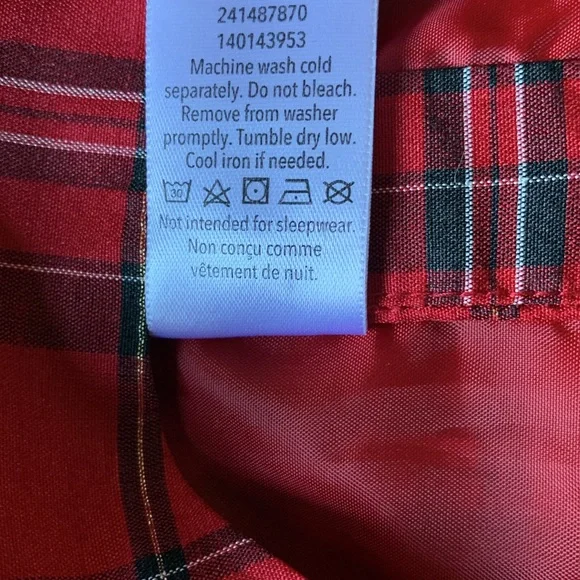 241487870
140143953
Machine wash cold
separately. Do not bleach.
Remove from washer
promptly. Tumble dry low.
Cool iron if needed.
30
Not intended for sleepwear.
Non conçu comme
vêtement de nuit.